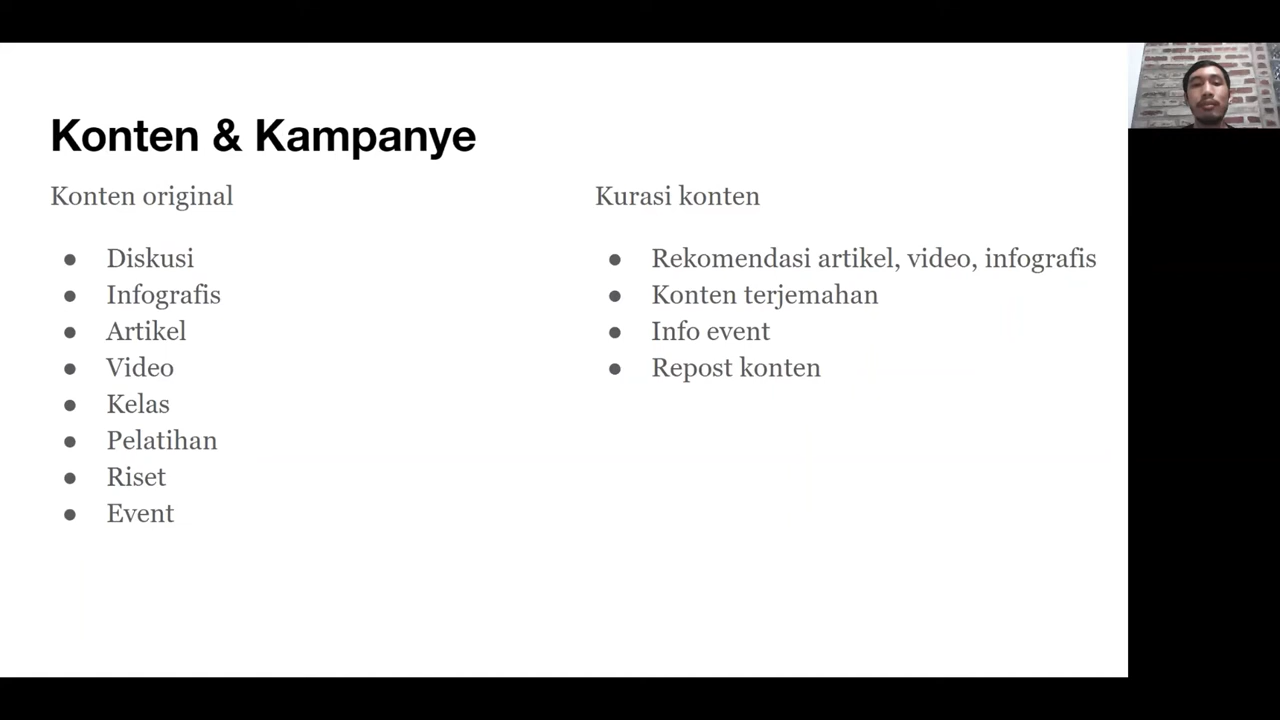 Konten & Kampanye
Konten original
Diskusi
Infografis
Artikel
Video
Kelas
Pelatihan
Riset
Event
Kurasi konten
Rekomendasi artikel, video, infografis
Konten terjemahan
Info event
Repost konten